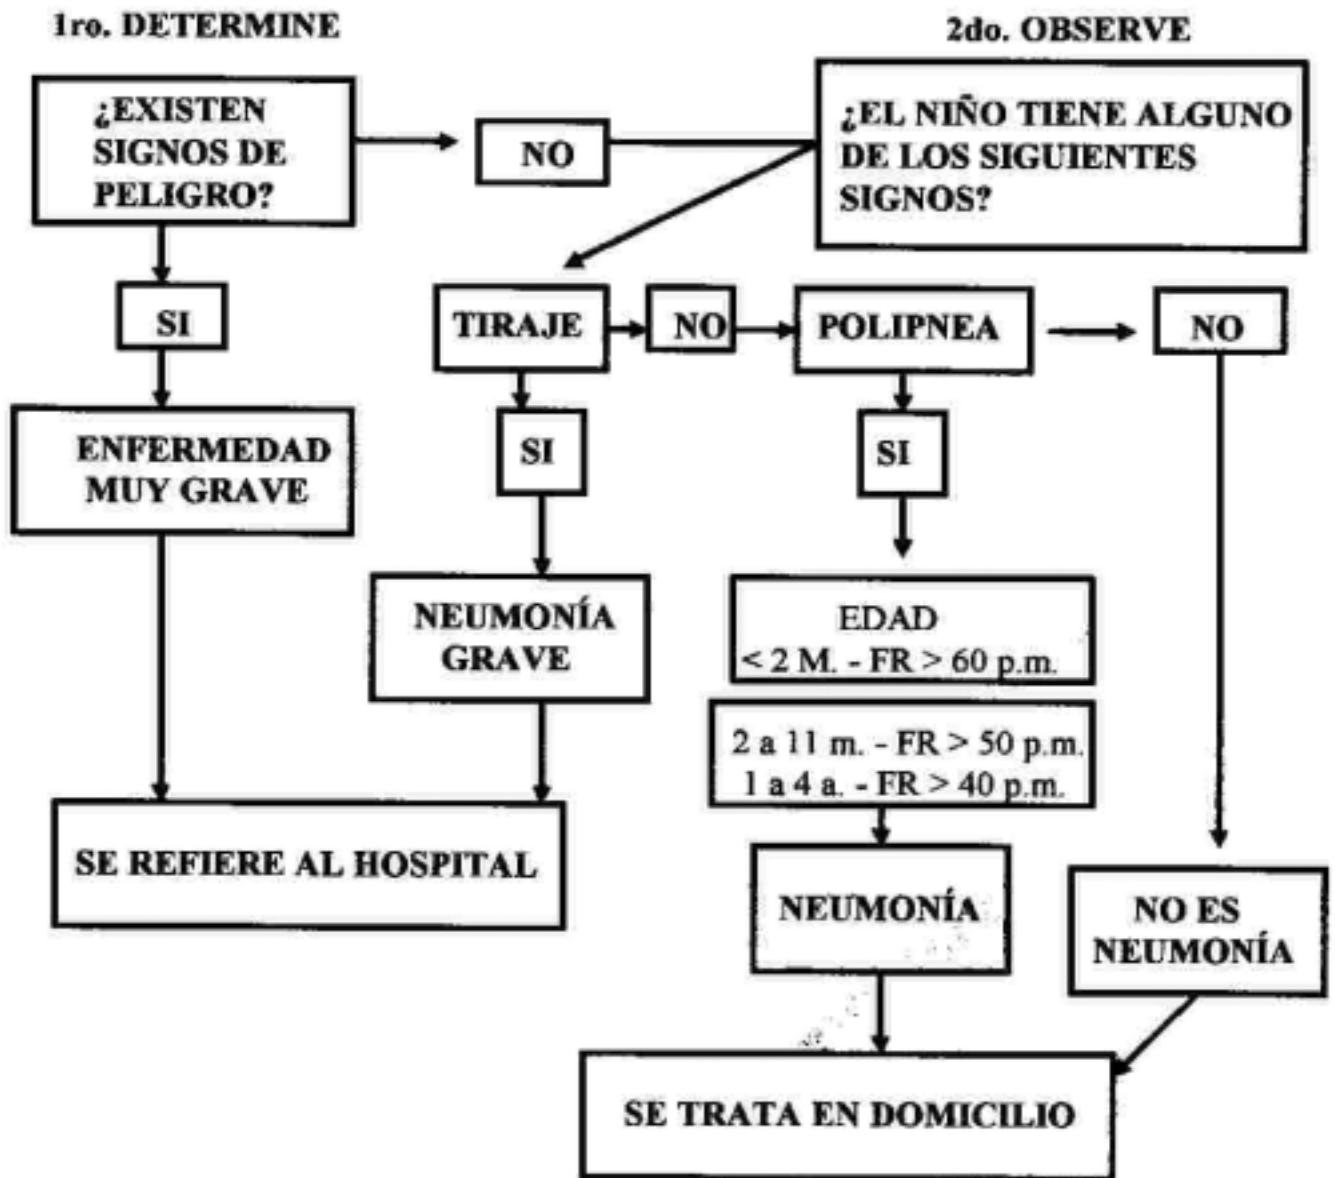 1ro. DETERMINE
2do. OBSERVE
¿EXISTEN
SIGNOS DE
PELIGRO?
NO
¿EL NIÑO TIENE ALGUNO
DE LOS SIGUIENTES
SIGNOS?
SI
TIRAJE
NO
POLIPNEA
NO
ENFERMEDAD
MUY GRAVE
SI
SI
NEUMONÍA
GRAVE
EDAD
< 2 M. - FR > 60 p.m.
2 a 11 m. - FR > 50 p.m.
1 a 4 a. - FR > 40 p.m.
SE REFIERE AL HOSPITAL
NEUMONÍA
NO ES
NEUMONÍA
SE TRATA EN DOMICILIO